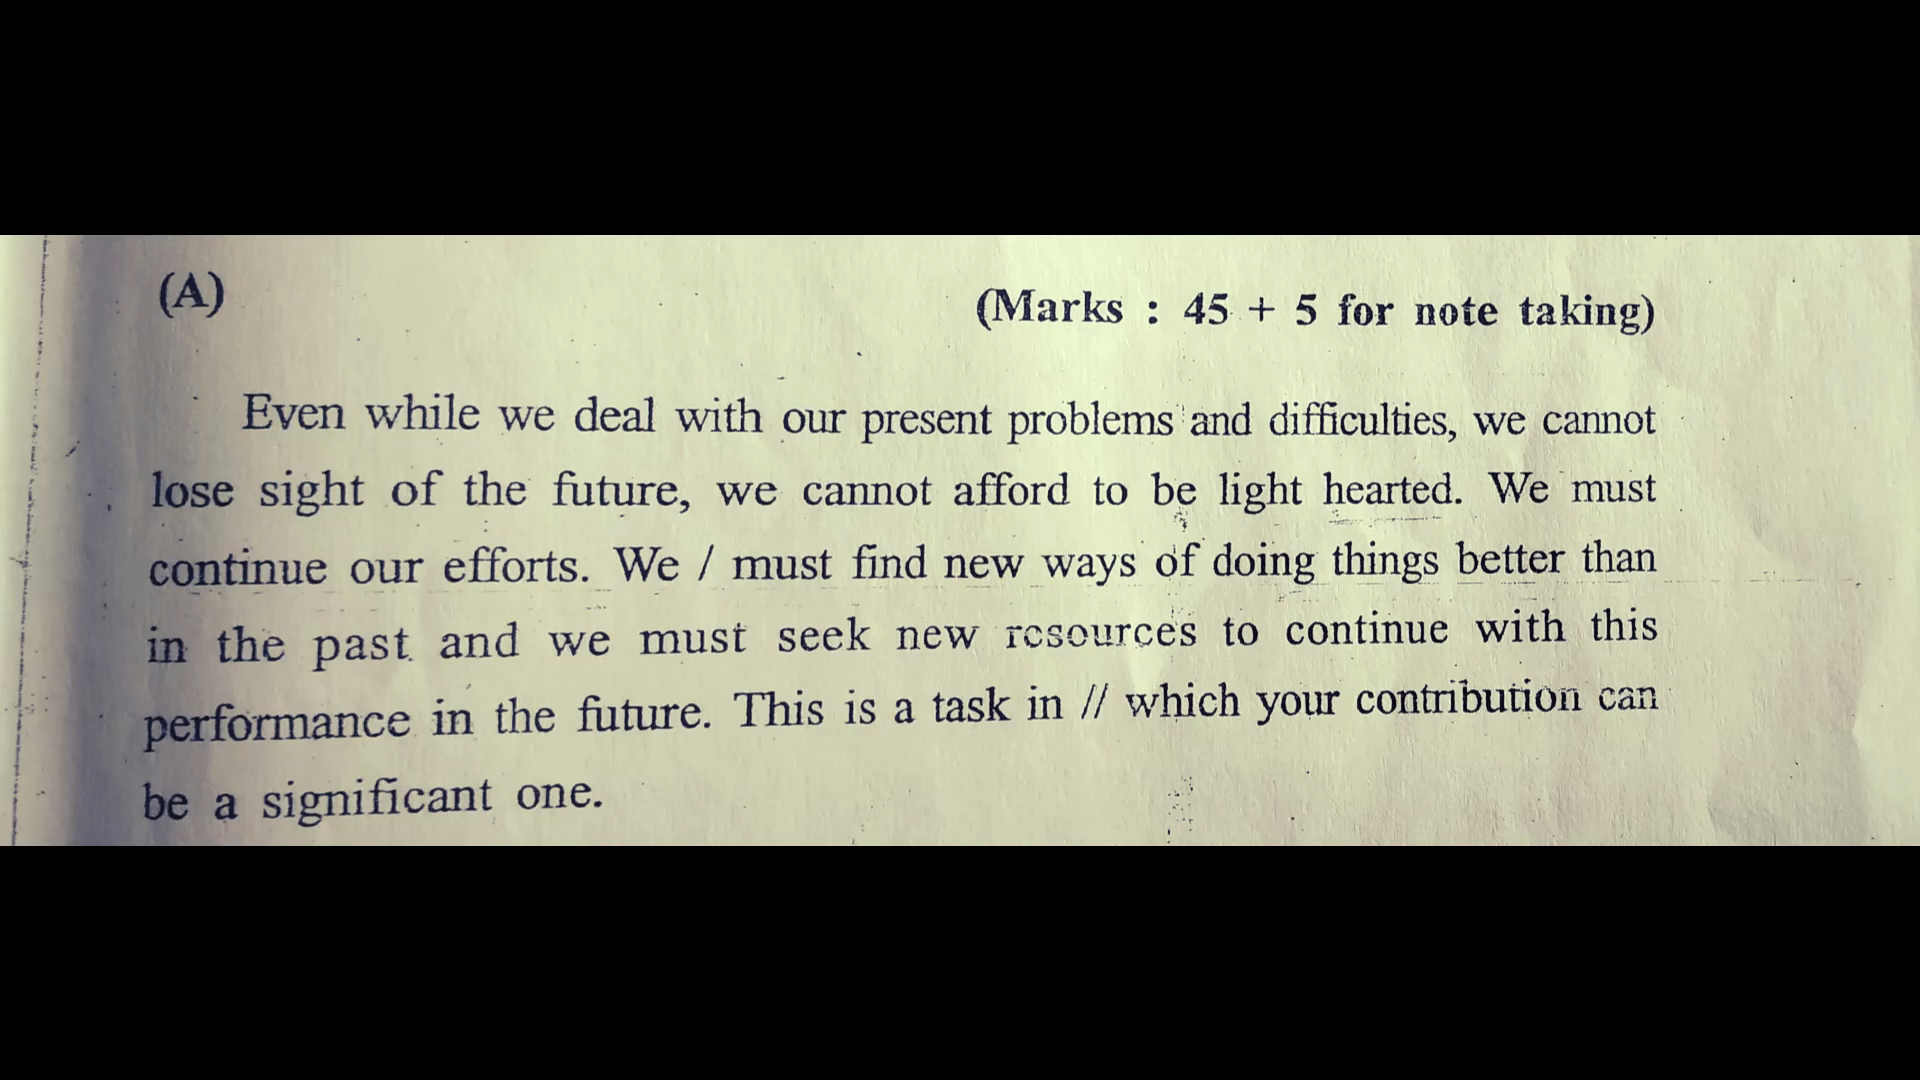 (A)
(Marks : 45 + 5 for note taking)
Even while we deal with our present problems and difficulties, we cannot
lose sight of the future, we cannot afford to be light hearted. We must
continue our efforts. We / must find new ways of doing things better than
in the past and we must seek new resources to continue with this
performance in the future. This is a task in // which your contribution can
be a significant one.